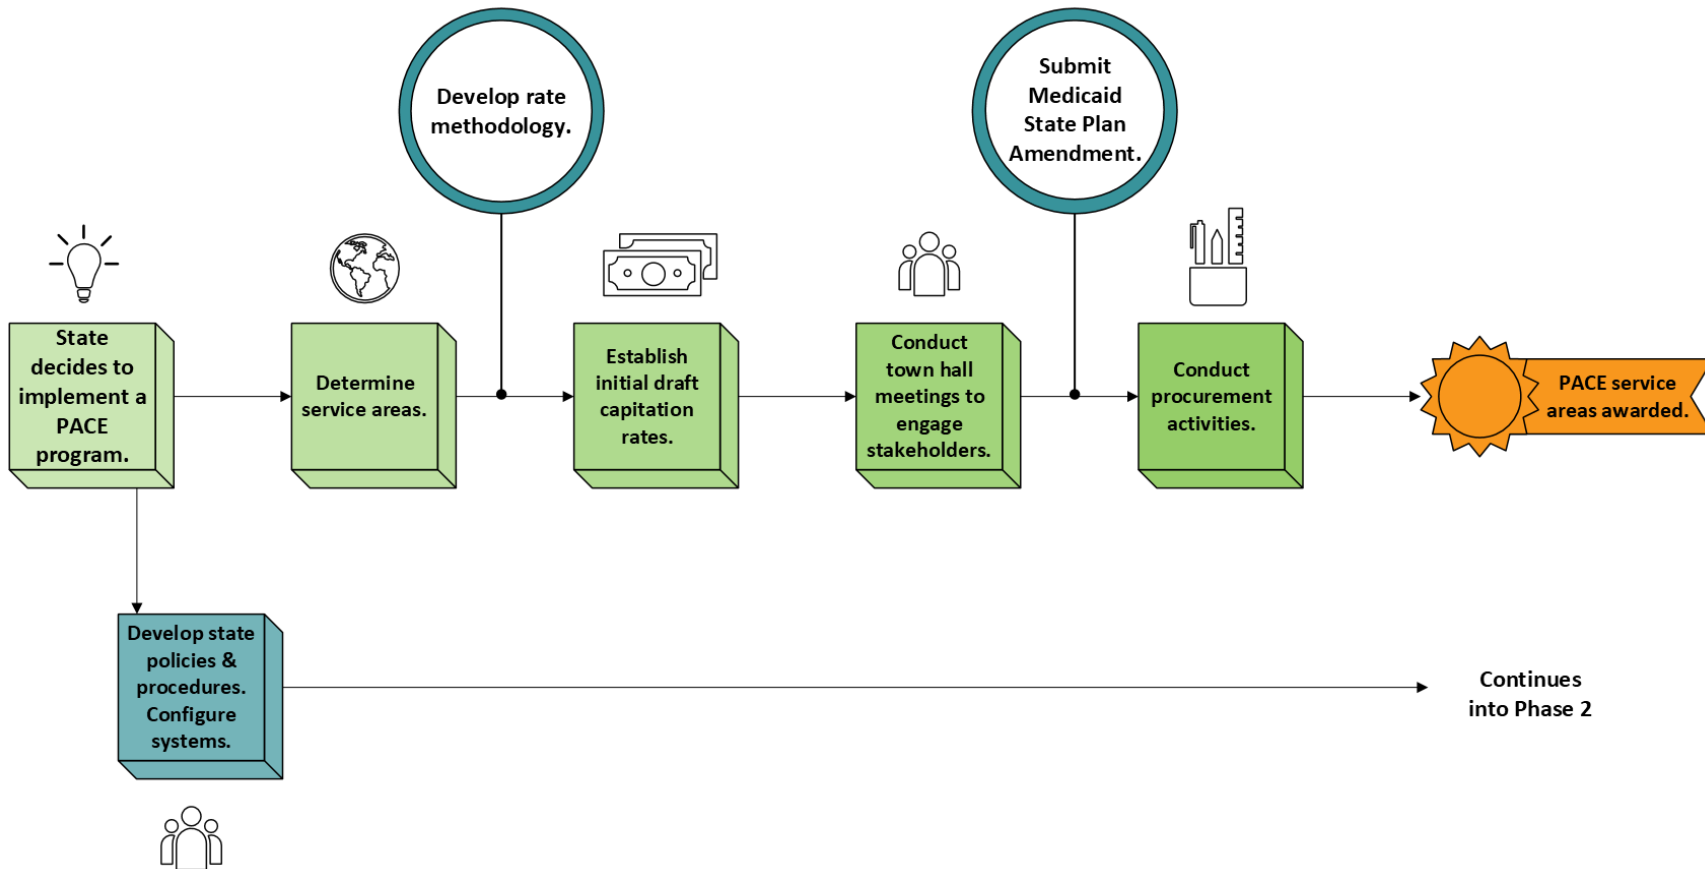 Develop rate
methodology.
Submit
Medicaid
State Plan
Amendment.
State
decides to
implement a
PACE
program.
Determine
service areas.
Establish
initial draft
capitation
rates.
Conduct
town hall
meetings to
engage
stakeholders.
Conduct
procurement
activities.
PACE service
areas awarded.
Develop state
policies &
procedures.
Configure
systems.
Continues
into Phase 2